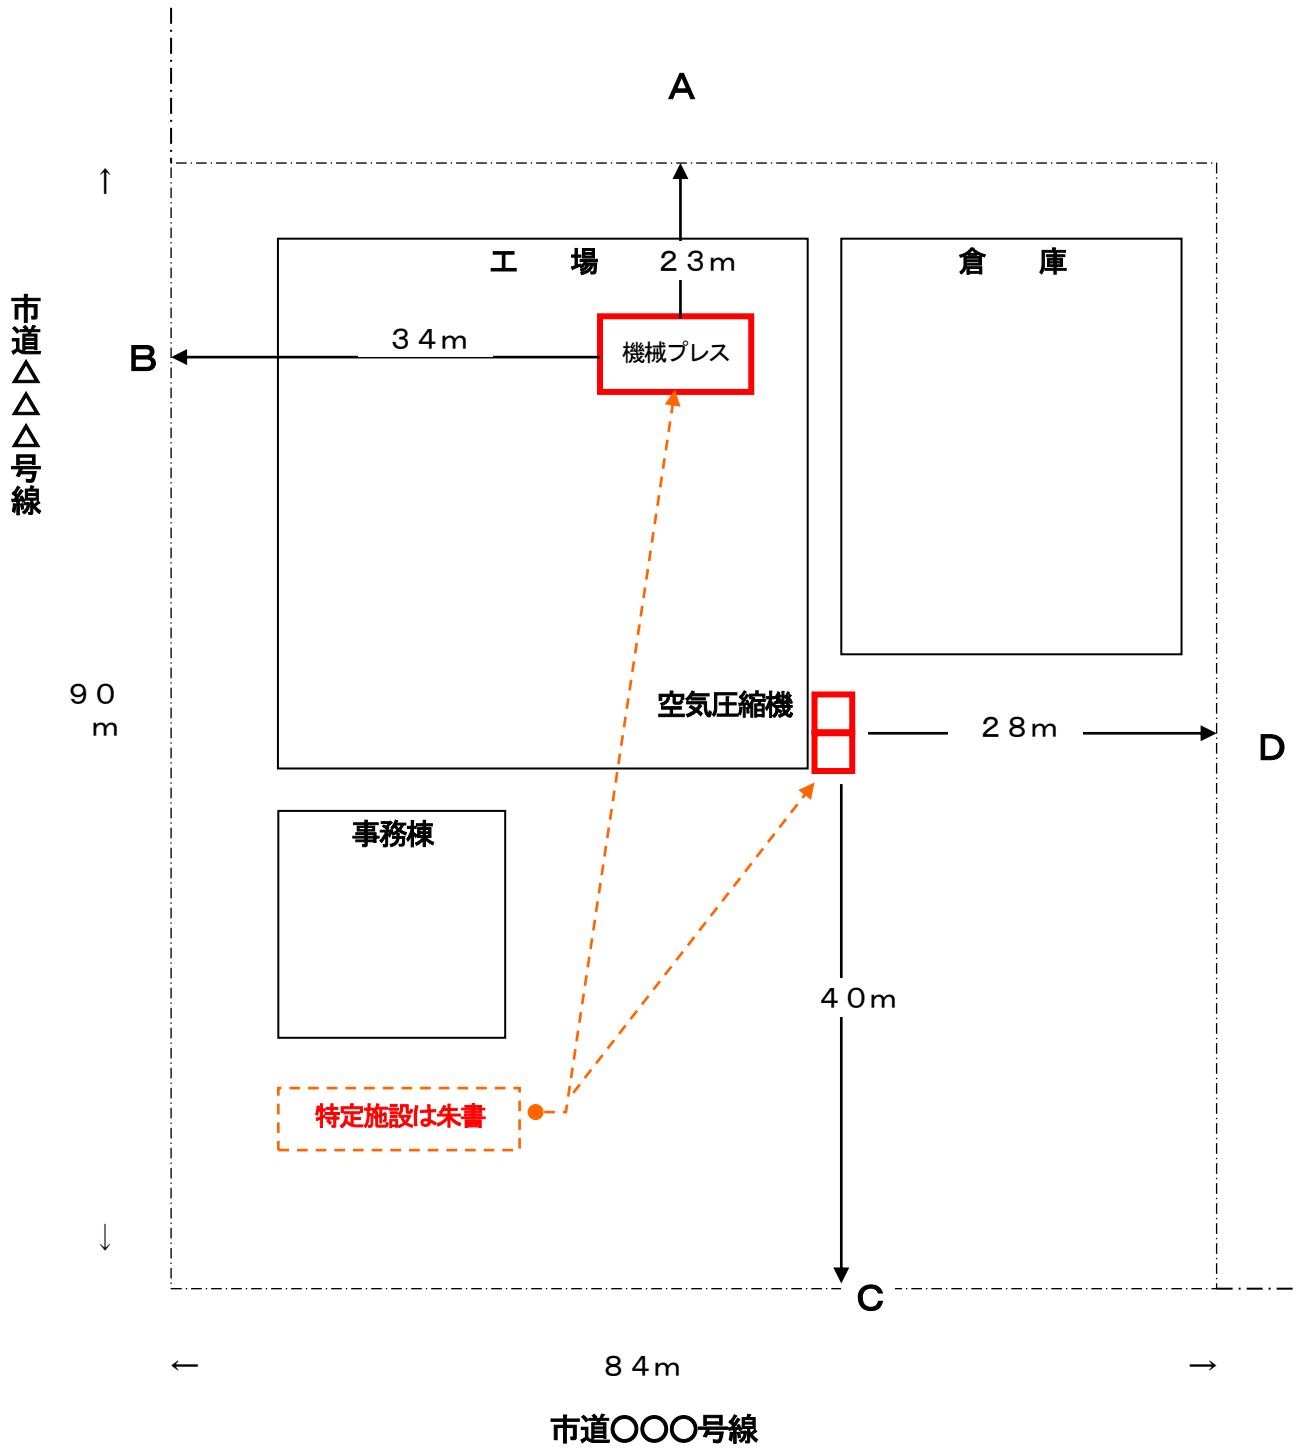 A
↑
工　場
２３ｍ
倉　庫
市道△△△号線
３４ｍ
B
機械プレス
９０
ｍ
空気圧縮機
２８ｍ
D
事務棟
４０ｍ
特定施設は朱書
↓
C
←
８４ｍ
→
市道〇〇〇号線